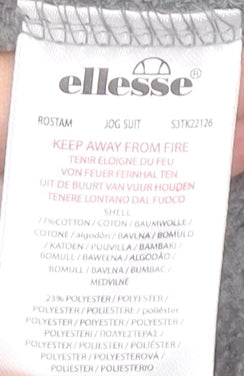 ellesse®
ROSTAM JOG SUIT S3TK22126
KEEP AWAY FROM FIRE
TENIR ELOIGNE DU FEU
VON FEUER FERNHALTEN
UIT DE BUURT VAN VUUR HOUDEN
TENERE LONTANO DAL FUOCO
SHELL
77%COTTON / COTON / BAUMWOLLE /
COTONE / algodón / BAVLNA / BOMULD
/ KATOEN / PUUVILLA / BAMBAKI /
BOMULL / BAWEŁNA / ALGODÃO /
BOMULL / BAVLNA / BUMBAC /
MEDVILNĖ
23% POLYESTER / POLYESTER /
POLYESTER / POLIESTERE / poliéster
POLYESTER / POLYESTER / POLYESTER
/ POLYESTERI / ΠΟΛΥΕΣΤΕΡΑΣ /
POLYESTER / POLIESTER / POLIÉSTER /
POLYESTER / POLYESTEROVÁ /
POLIESTER / POLIESTERIO